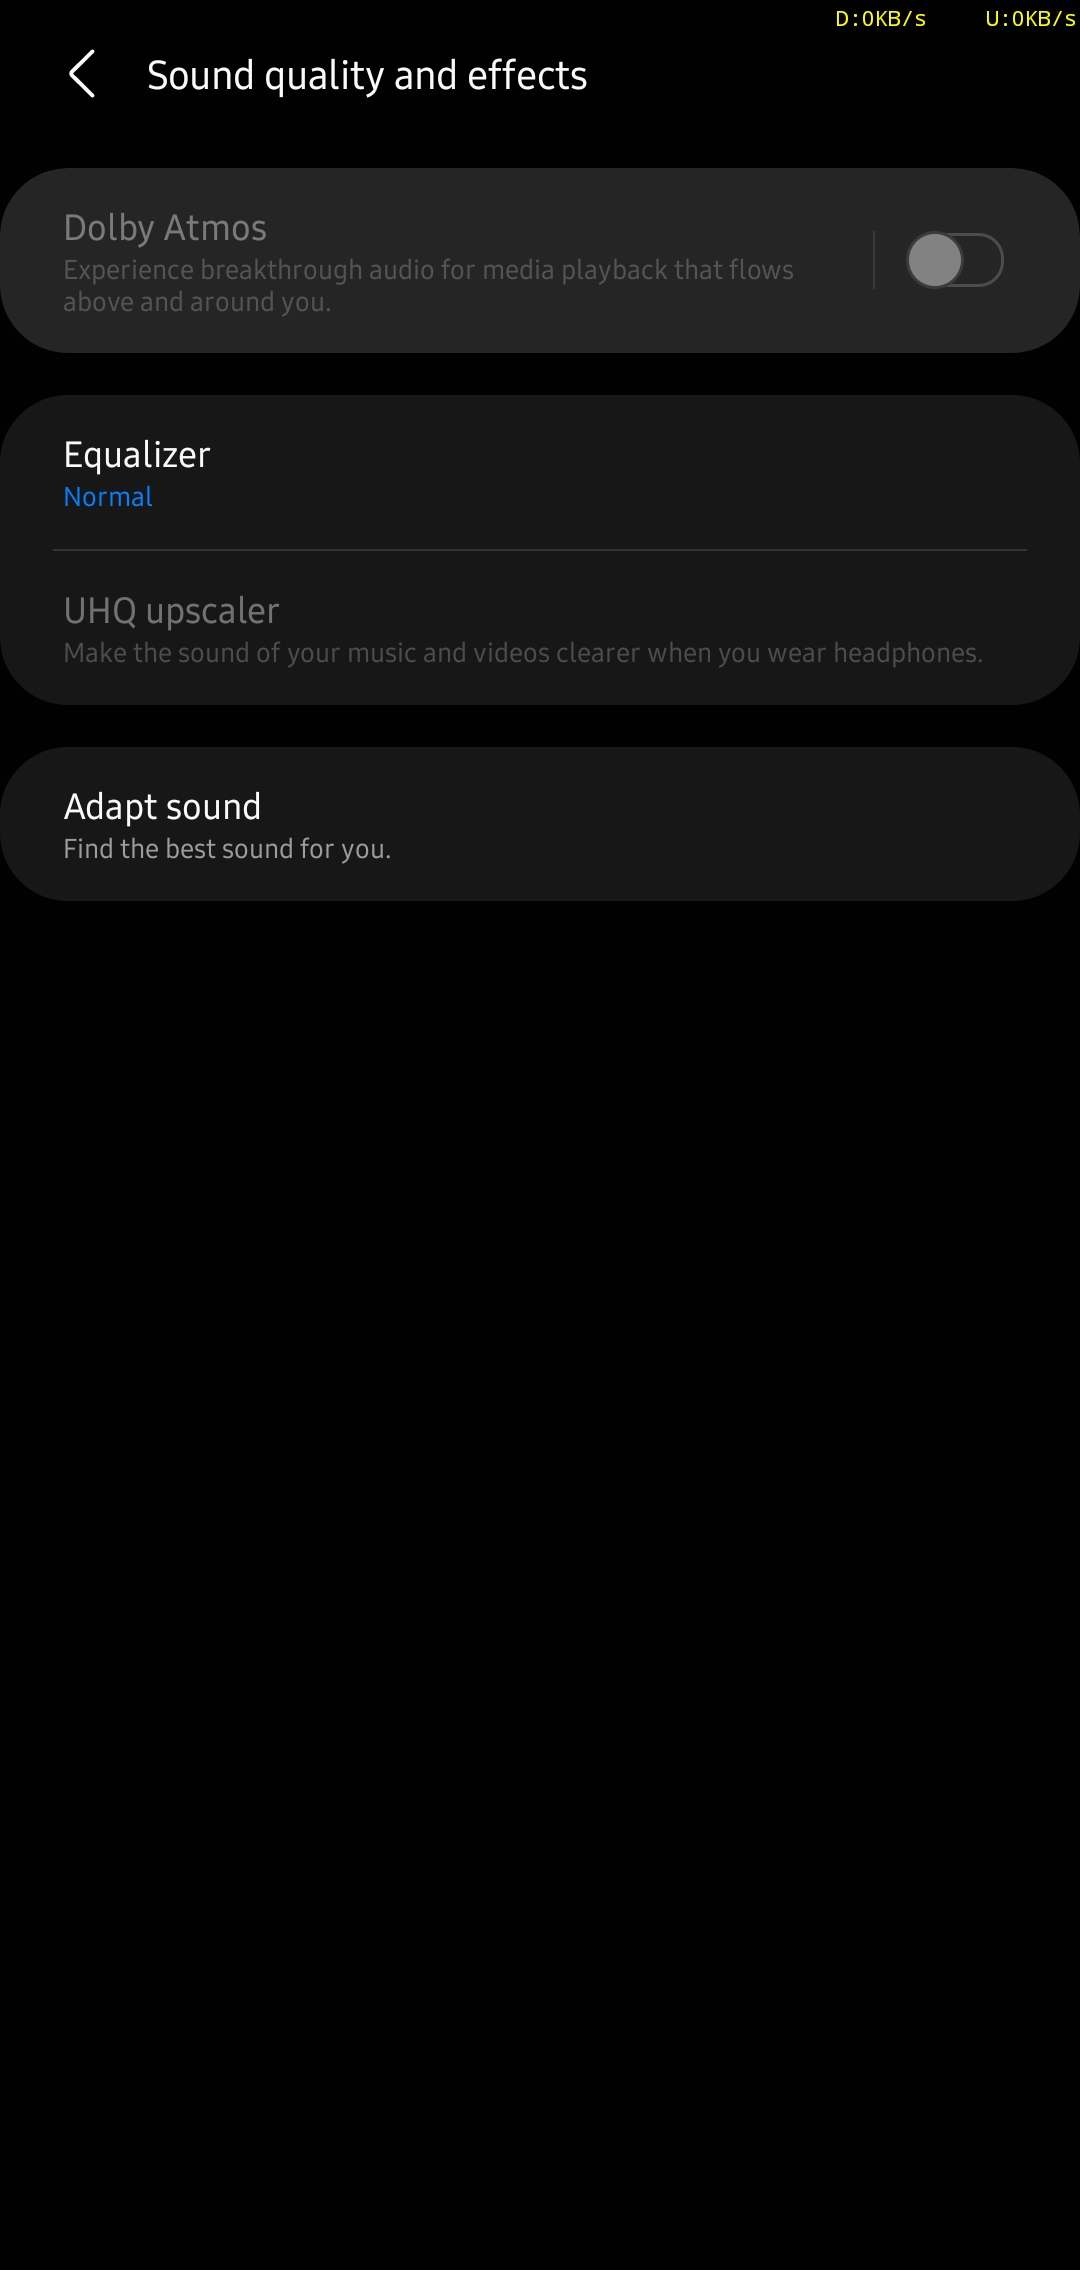 D:0KB/s U:0KB/s
Sound quality and effects
Dolby Atmos
Experience breakthrough audio for media playback that flows
above and around you.
Equalizer
Normal
UHQ upscaler
Make the sound of your music and videos clearer when you wear headphones.
Adapt sound
Find the best sound for you.